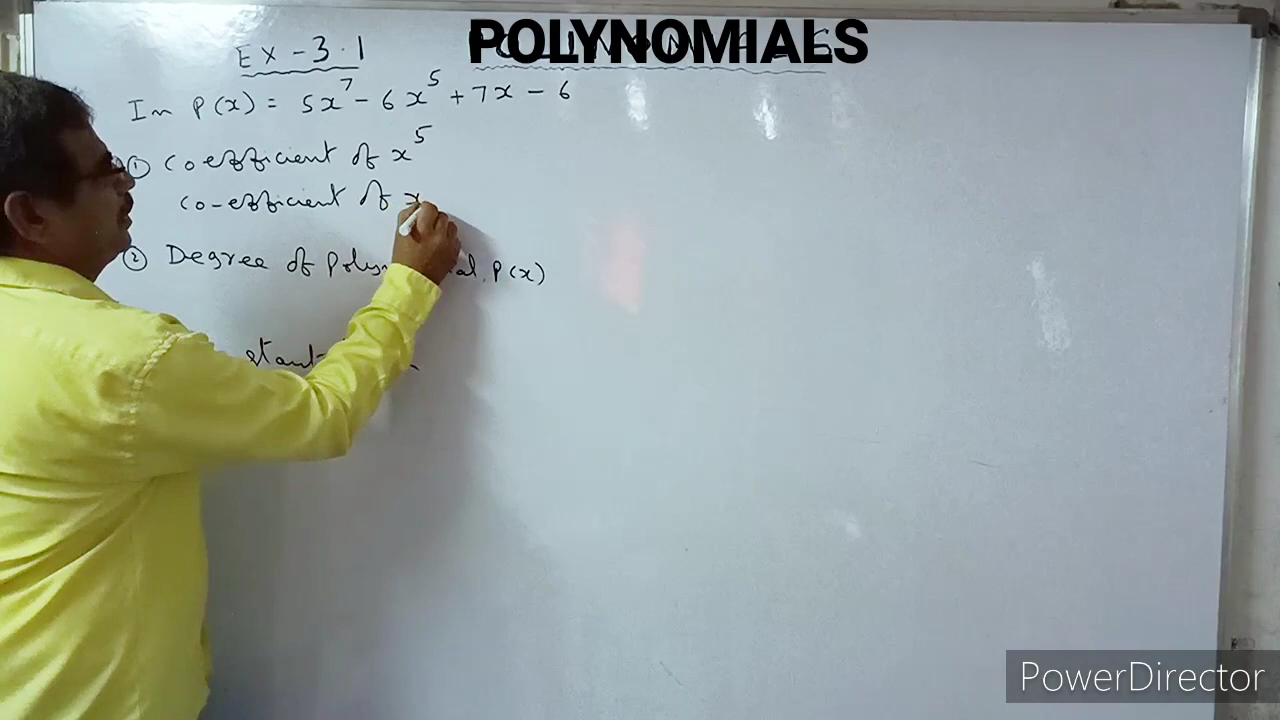 POLYNOMIALS
EX - 3.1
In P(x) = 5x⁷ - 6x⁵ + 7x - 6
① coefficient of x⁵
co-efficient of x
② Degree of P(x)
PowerDirector